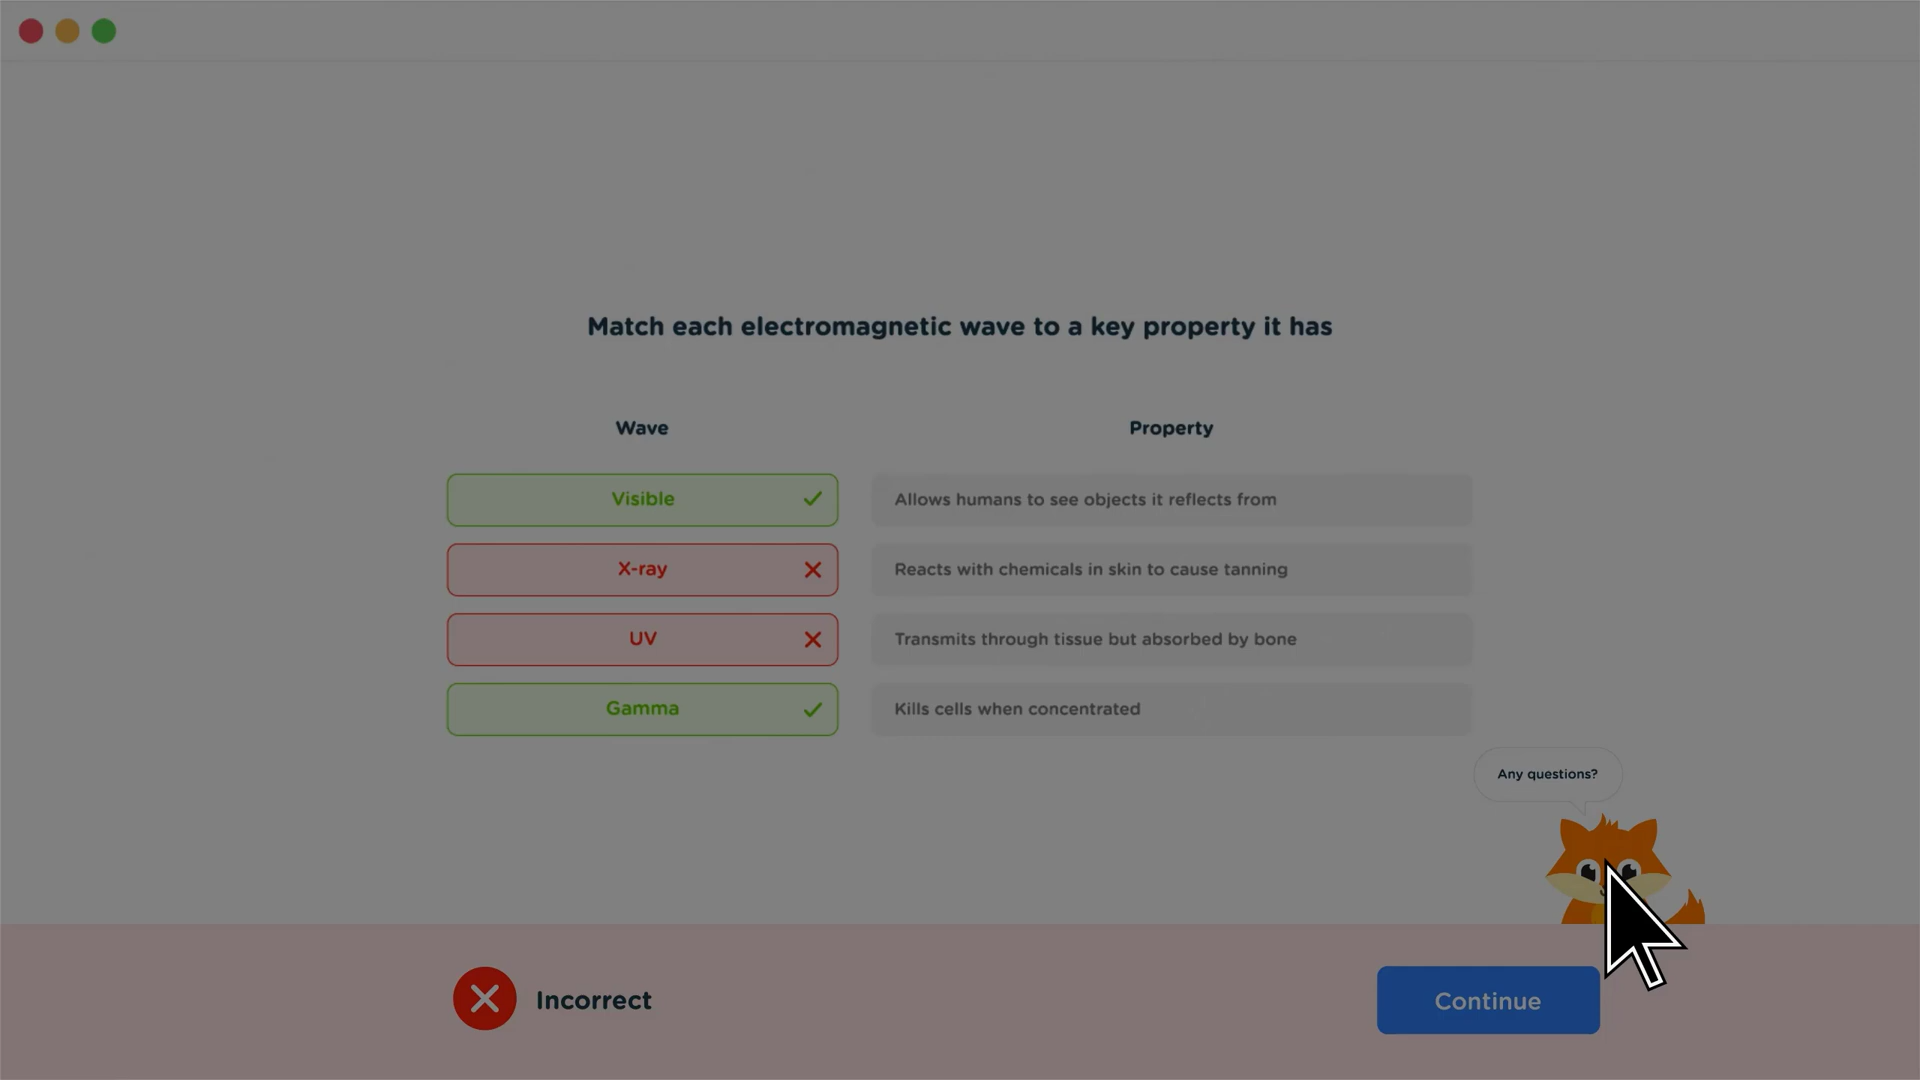 Match each electromagnetic wave to a key property it has
Wave Property
Visible Allows humans to see objects it reflects from
X-ray Reacts with chemicals in skin to cause tanning
UV Transmits through tissue but absorbed by bone
Gamma Kills cells when concentrated
Any questions?
Incorrect Continue